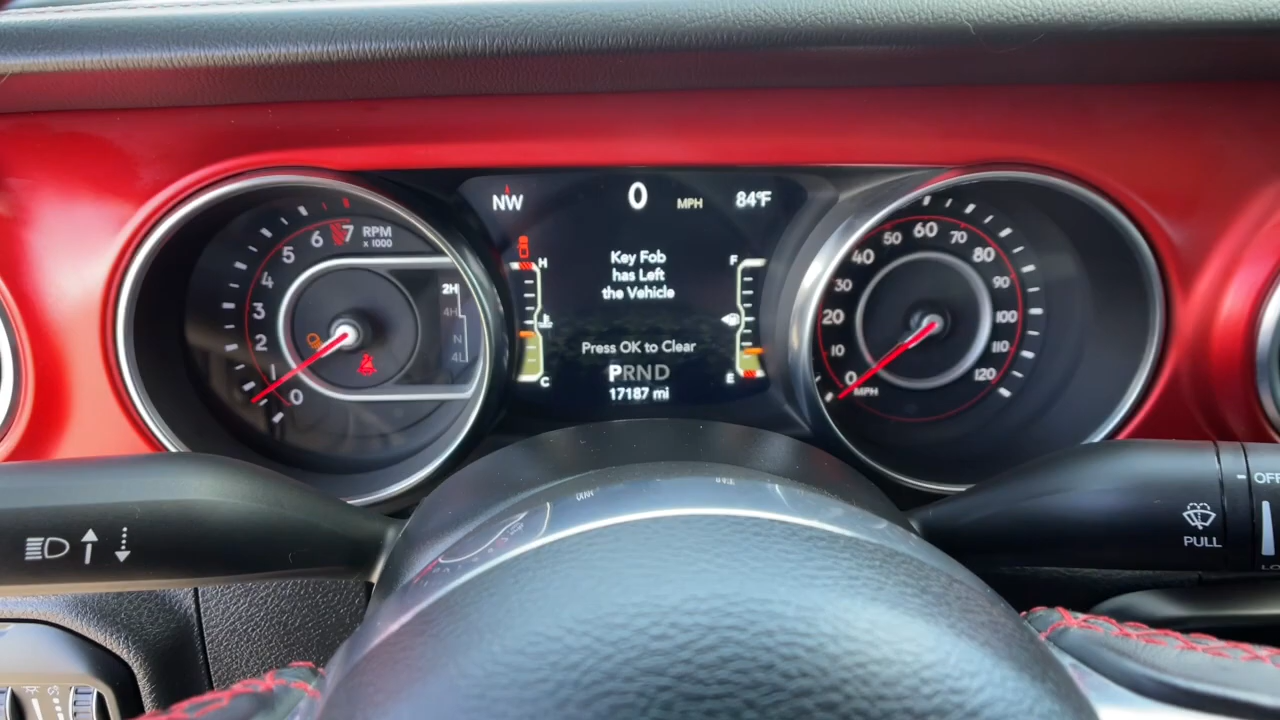 NW
0 MPH
84°F
7
6
5
4
3
2
1
0
RPM
x 1000
2H
4H
N
4L
H
C
Key Fob
has Left
the Vehicle
Press OK to Clear
PRND
17187 mi
F
E
0
10
20
30
40
50
60
70
80
90
100
110
120
MPH
PULL
OFF